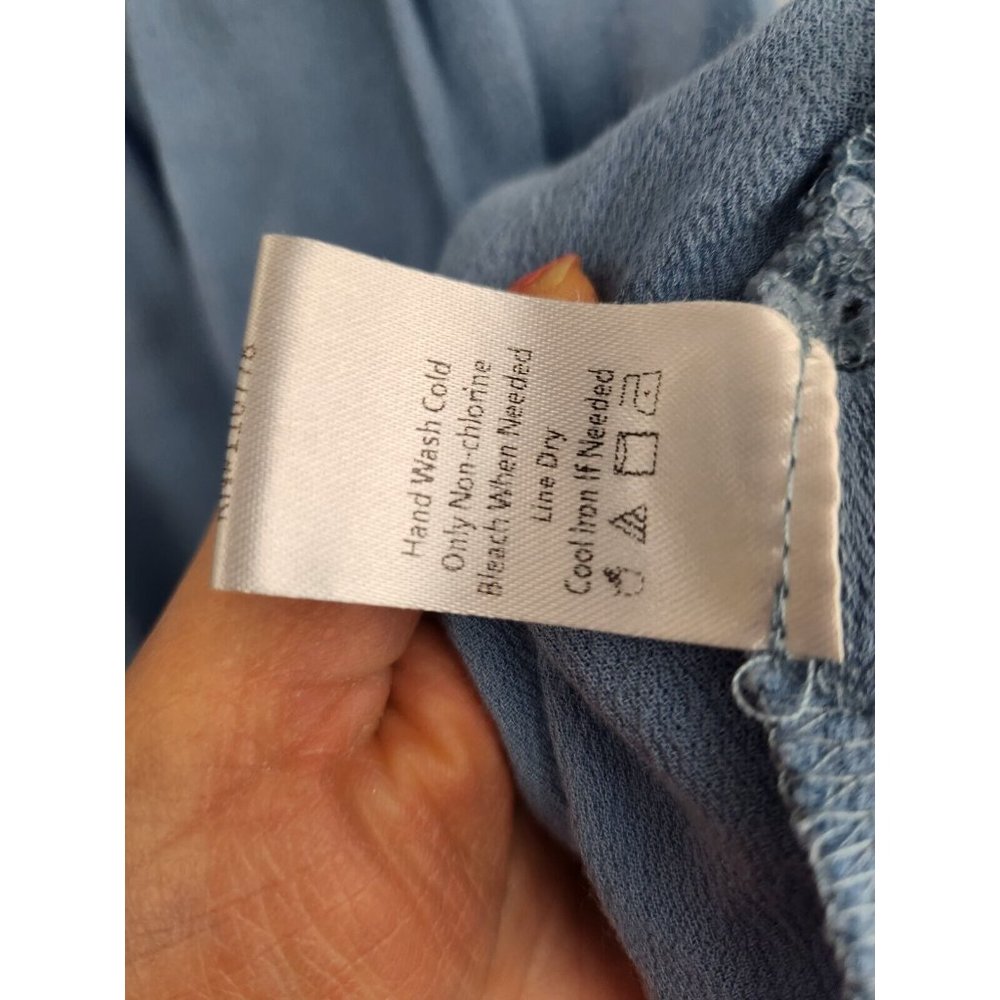 Hand Wash Cold
Only Non-chlorine
Bleach When Needed
Line Dry
Cool Iron If Needed